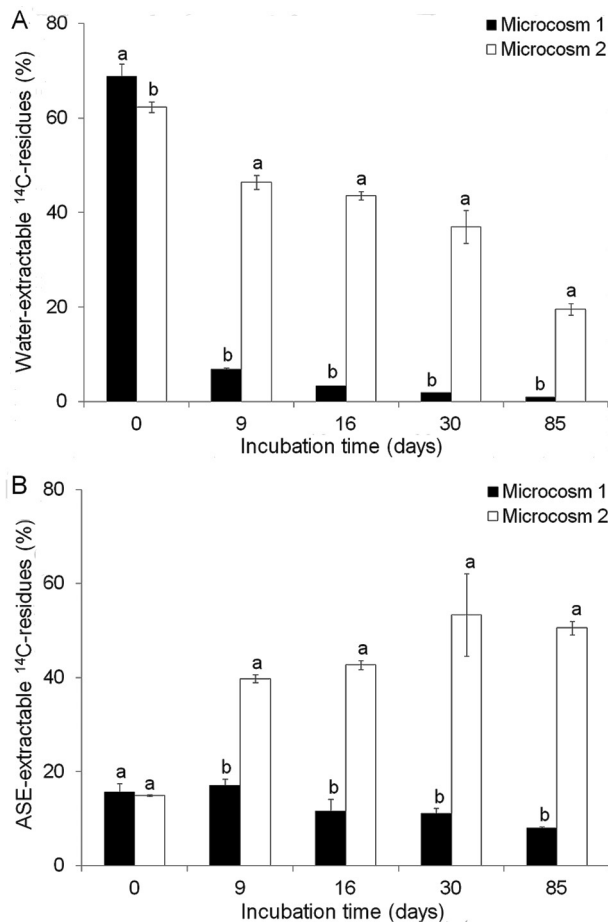 A
80
60
40
20
0
Water-extractable ¹⁴C-residues (%)
Microcosm 1
Microcosm 2
a
b
b
a
b
a
b
a
b
a
0 9 16 30 85
Incubation time (days)
B
80
60
40
20
0
ASE-extractable ¹⁴C-residues (%)
Microcosm 1
Microcosm 2
a
a
b
a
b
a
b
a
b
a
0 9 16 30 85
Incubation time (days)